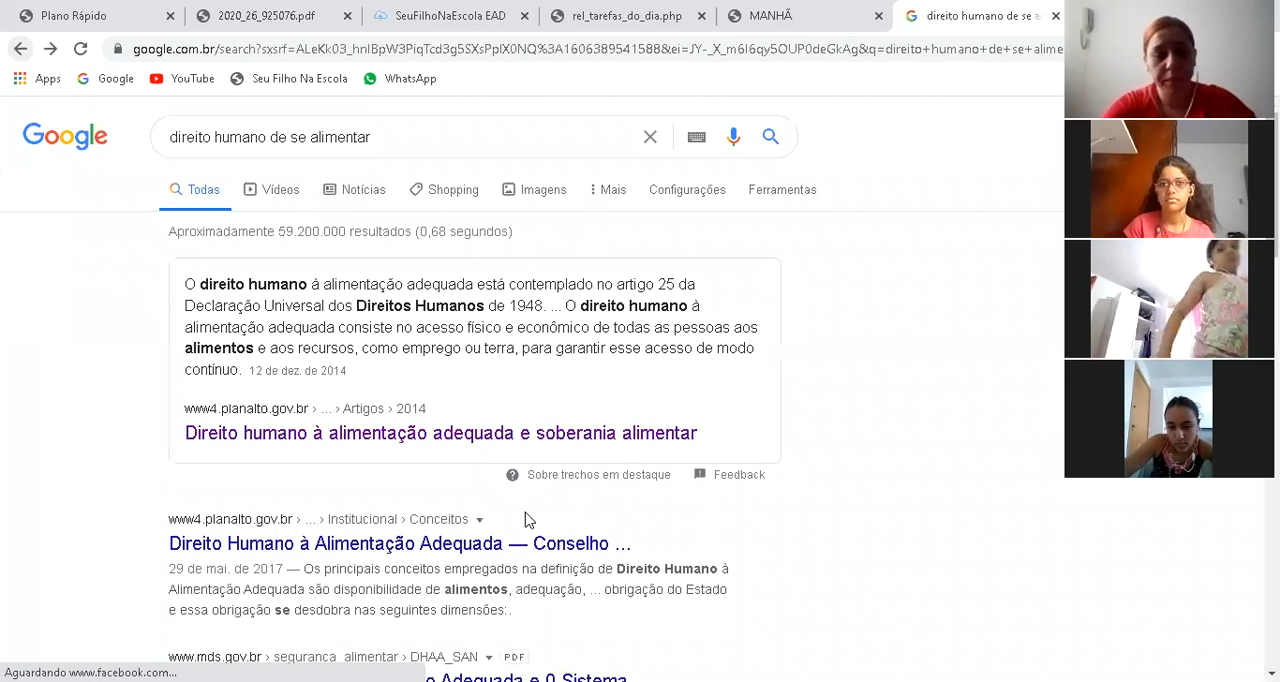 Plano Rápido
2020_26_925076.pdf
SeuFilhoNaEscola EAD
rel_tarefas_do_dia.php
MANHÃ
direito humano de se a
google.com.br/search?sxsrf=ALeKk03_hnIBpW3PiqTcd3g5SXsPpIX0NQ%3A1606389541588&ei=JY-_X_m6I6qy5OUP0deGkAg&q=direito+humano+de+se+alime
Apps Google YouTube Seu Filho Na Escola WhatsApp
Google
direito humano de se alimentar
Todas Vídeos Notícias Shopping Imagens Mais Configurações Ferramentas
Aproximadamente 59.200.000 resultados (0,66 segundos)
O direito humano à alimentação adequada está contemplado no artigo 25 da
Declaração Universal dos Direitos Humanos de 1948. ... O direito humano à
alimentação adequada consiste no acesso físico e econômico de todas as pessoas aos
alimentos e aos recursos, como emprego ou terra, para garantir esse acesso de modo
contínuo. 12 de dez. de 2014
www4.planalto.gov.br › ... › Artigos › 2014
Direito humano à alimentação adequada e soberania alimentar
Sobre trechos em destaque Feedback
www4.planalto.gov.br › ... › Institucional › Conceitos
Direito Humano à Alimentação Adequada — Conselho ...
29 de mai. de 2017 — Os principais conceitos empregados na definição de Direito Humano à
Alimentação Adequada são disponibilidade de alimentos, adequação, ... obrigação do Estado
e essa obrigação se desdobra nas seguintes dimensões:.
www.mds.gov.br › seguranca_alimentar › DHAA_SAN PDF
o Adequada e 0 Sistema
Aguardando www.facebook.com...